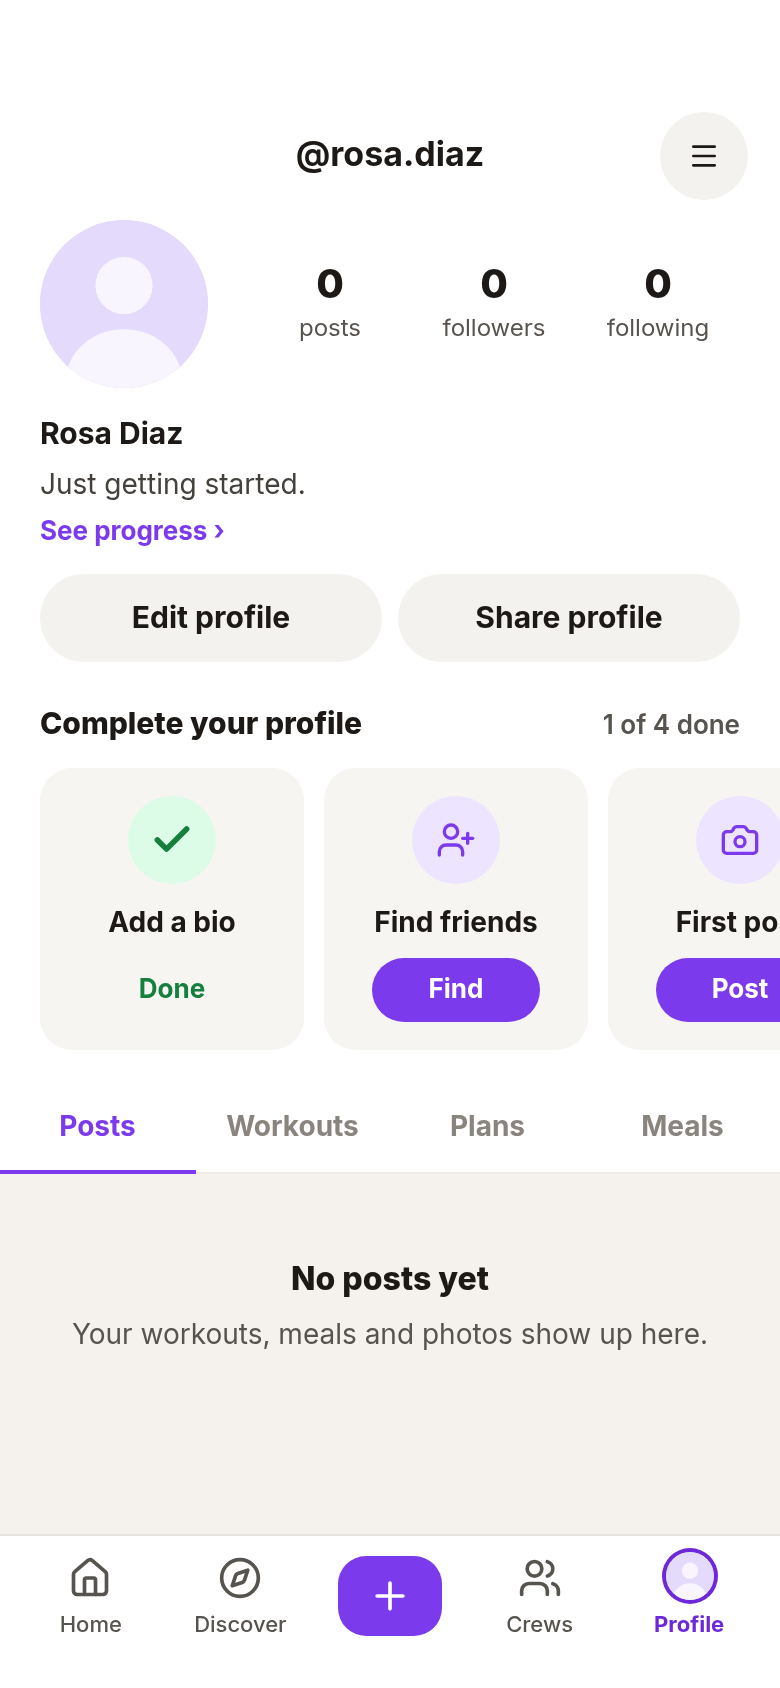 @rosa.diaz
0 0 0
posts followers following
Rosa Diaz
Just getting started.
See progress ›
Edit profile Share profile
Complete your profile 1 of 4 done
Add a bio Find friends First po
Done Find Post
Posts Workouts Plans Meals
No posts yet
Your workouts, meals and photos show up here.
Home Discover Crews Profile